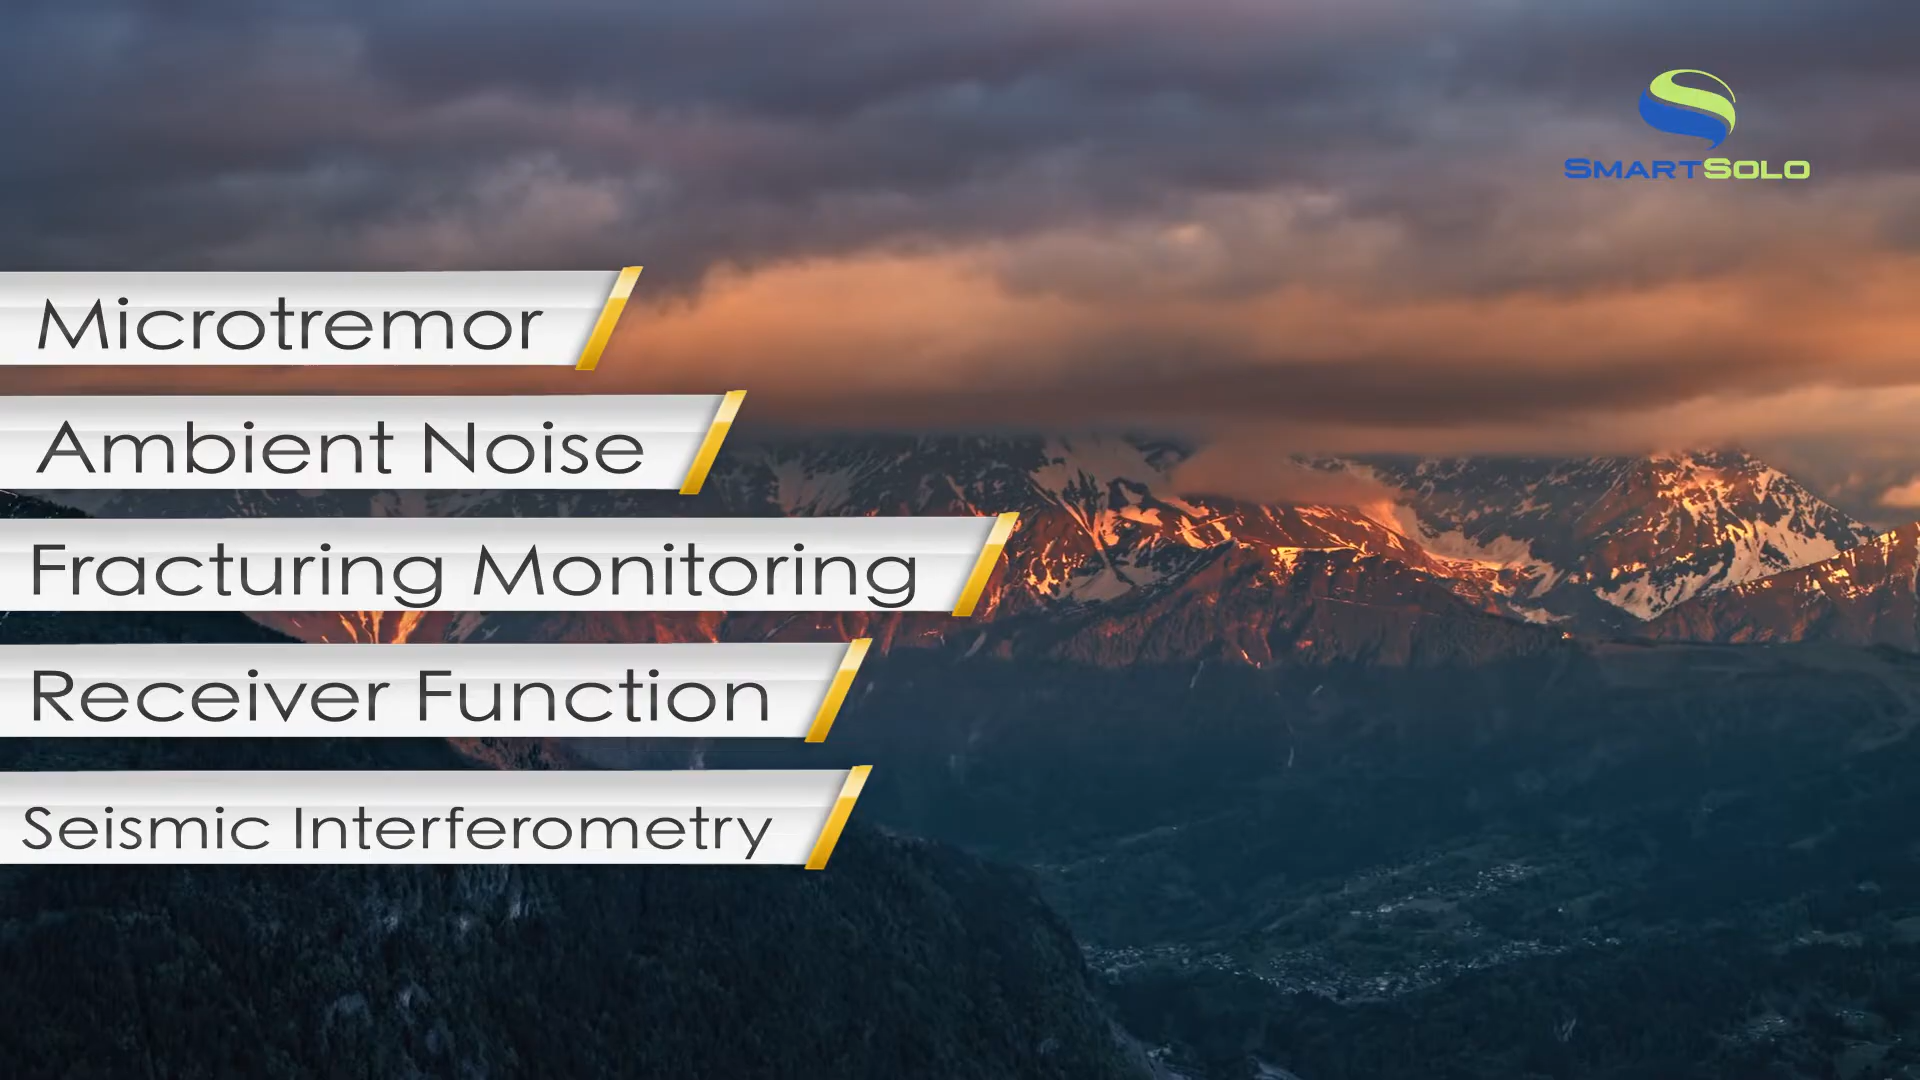 SmartSolo
Microtremor
Ambient Noise
Fracturing Monitoring
Receiver Function
Seismic Interferometry